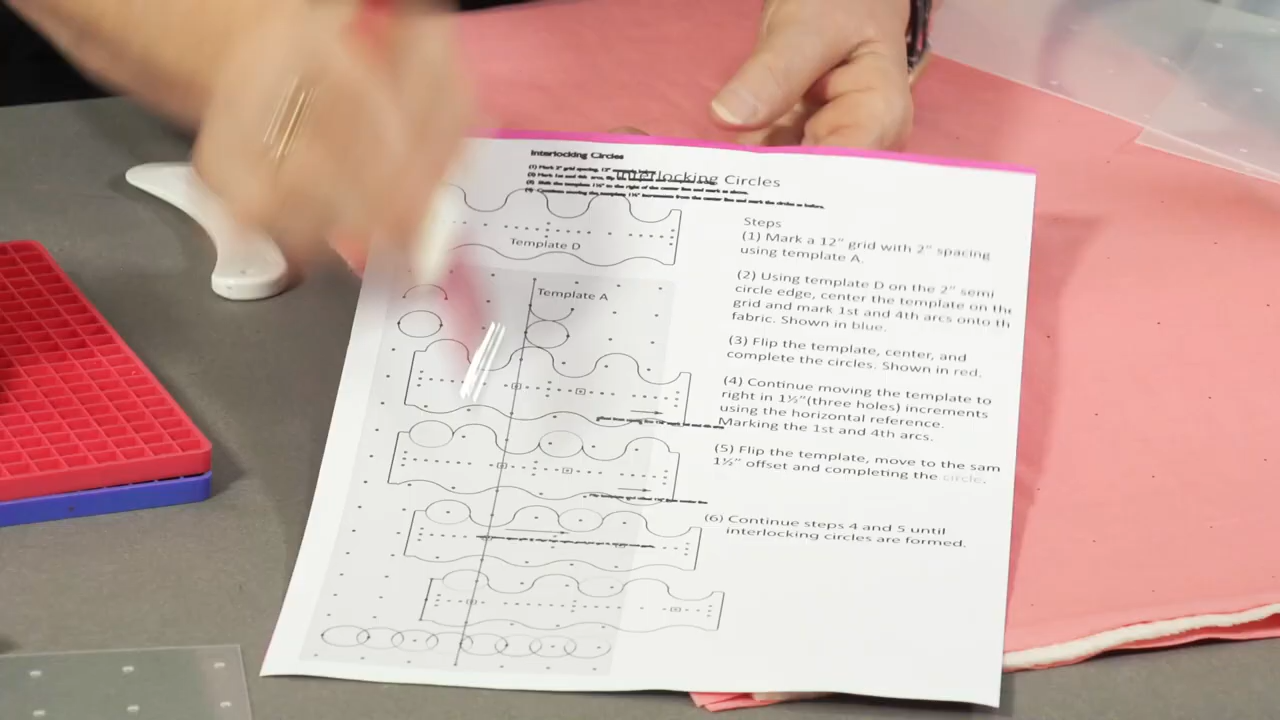 Interlocking Circles
Interlocking Circles
Template D
Template A
Steps
(1) Mark a 12" grid with 2" spacing
using template A.
(2) Using template D on the 2" semi
circle edge, center the template on the
grid and mark 1st and 4th arcs onto th
fabric. Shown in blue.
(3) Flip the template, center, and
complete the circles. Shown in red.
(4) Continue moving the template to
right in 1½"(three holes) increments
using the horizontal reference.
Marking the 1st and 4th arcs.
(5) Flip the template, move to the sam
1½" offset and completing the circle.
(6) Continue steps 4 and 5 until
interlocking circles are formed.